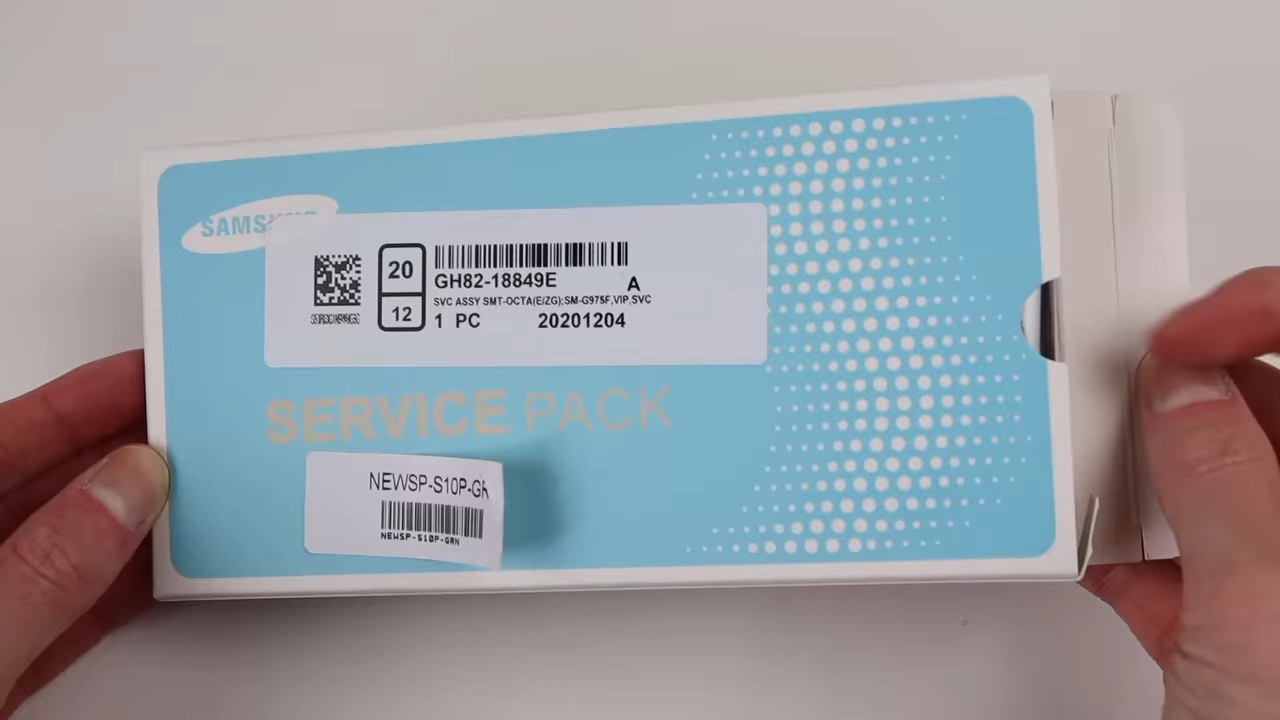 SAMSUNG
20
12
GH82-18849E
A
SVC ASSY SMT-OCTA(E/ZG);SM-G975F,VIP,SVC
1 PC 20201204
SERVICE PACK
NEWSP-S10P-GR
NEWSP-S10P-GRN